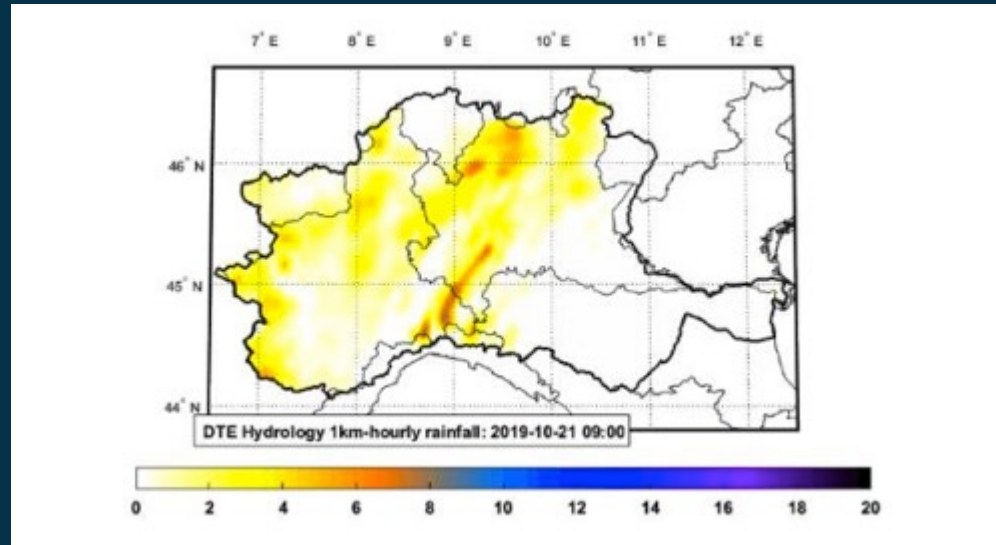 7° E 8° E 9° E 10° E 11° E 12° E
46° N
45° N
44° N
DTE Hydrology 1km-hourly rainfall: 2019-10-21 09:00
0 2 4 6 8 10 12 14 16 18 20